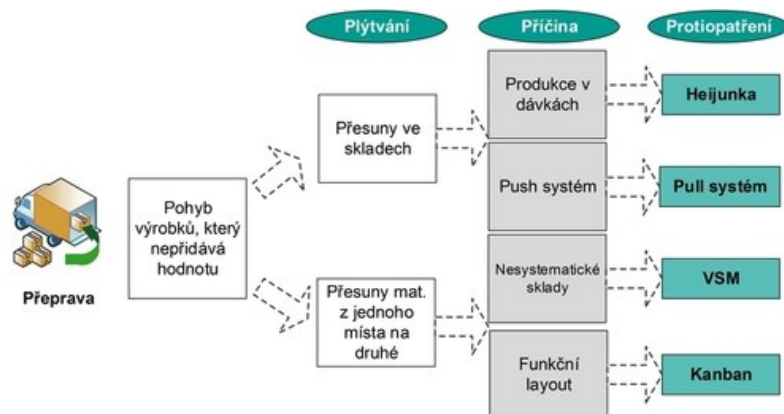 Plýtvání
Příčina
Protiopatření
Přeprava
Pohyb
výrobků, který
nepřidává
hodnotu
Přesuny ve
skladech
Přesuny mat.
z jednoho
místa na
druhé
Produkce v
dávkách
Push systém
Nesystematické
sklady
Funkční
layout
Heijunka
Pull systém
VSM
Kanban